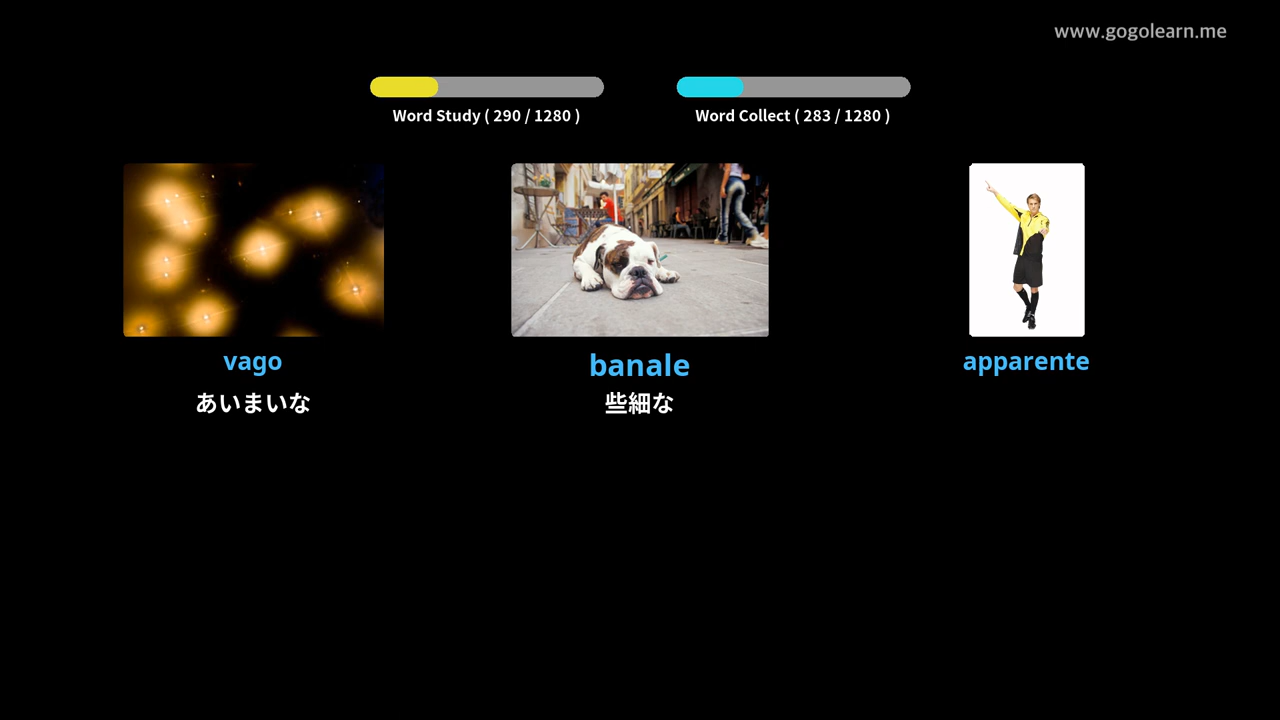 www.gogolearn.me
Word Study ( 290 / 1280 )
Word Collect ( 283 / 1280 )
vago
banale
apparente
あいまいな
些細な